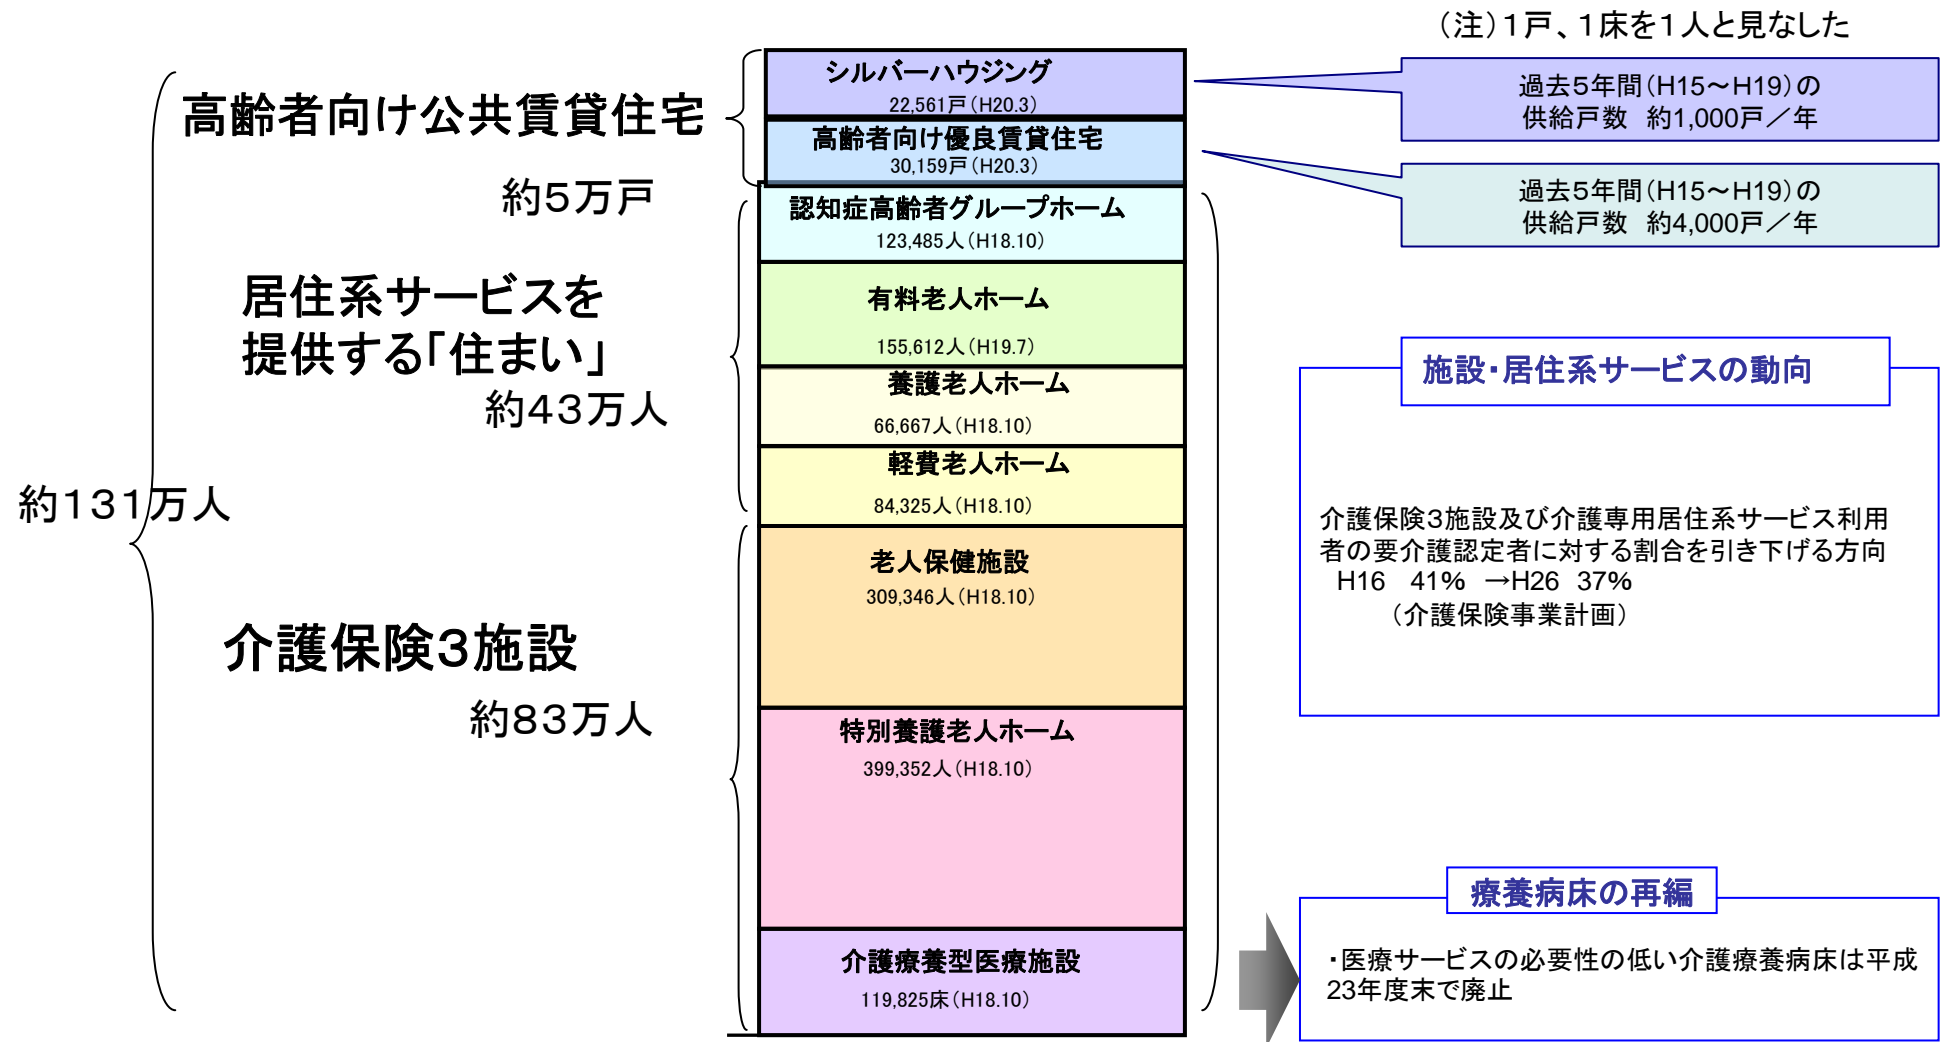 (注)1戸、1床を1人と見なした
高齢者向け公共賃貸住宅
約5万戸
シルバーハウジング
22,561戸(H20.3)
高齢者向け優良賃貸住宅
30,159戸(H20.3)
過去5年間(H15~H19)の
供給戸数 約1,000戸/年
過去5年間(H15~H19)の
供給戸数 約4,000戸/年
居住系サービスを
提供する「住まい」
約43万人
認知症高齢者グループホーム
123,485人(H18.10)
有料老人ホーム
155,612人(H19.7)
養護老人ホーム
66,667人(H18.10)
軽費老人ホーム
84,325人(H18.10)
約131万人
介護保険3施設
約83万人
老人保健施設
309,346人(H18.10)
特別養護老人ホーム
399,352人(H18.10)
介護療養型医療施設
119,825床(H18.10)
施設・居住系サービスの動向
介護保険3施設及び介護専用居住系サービス利用
者の要介護認定者に対する割合を引き下げる方向
H16 41% →H26 37%
(介護保険事業計画)
療養病床の再編
・医療サービスの必要性の低い介護療養病床は平成
23年度末で廃止